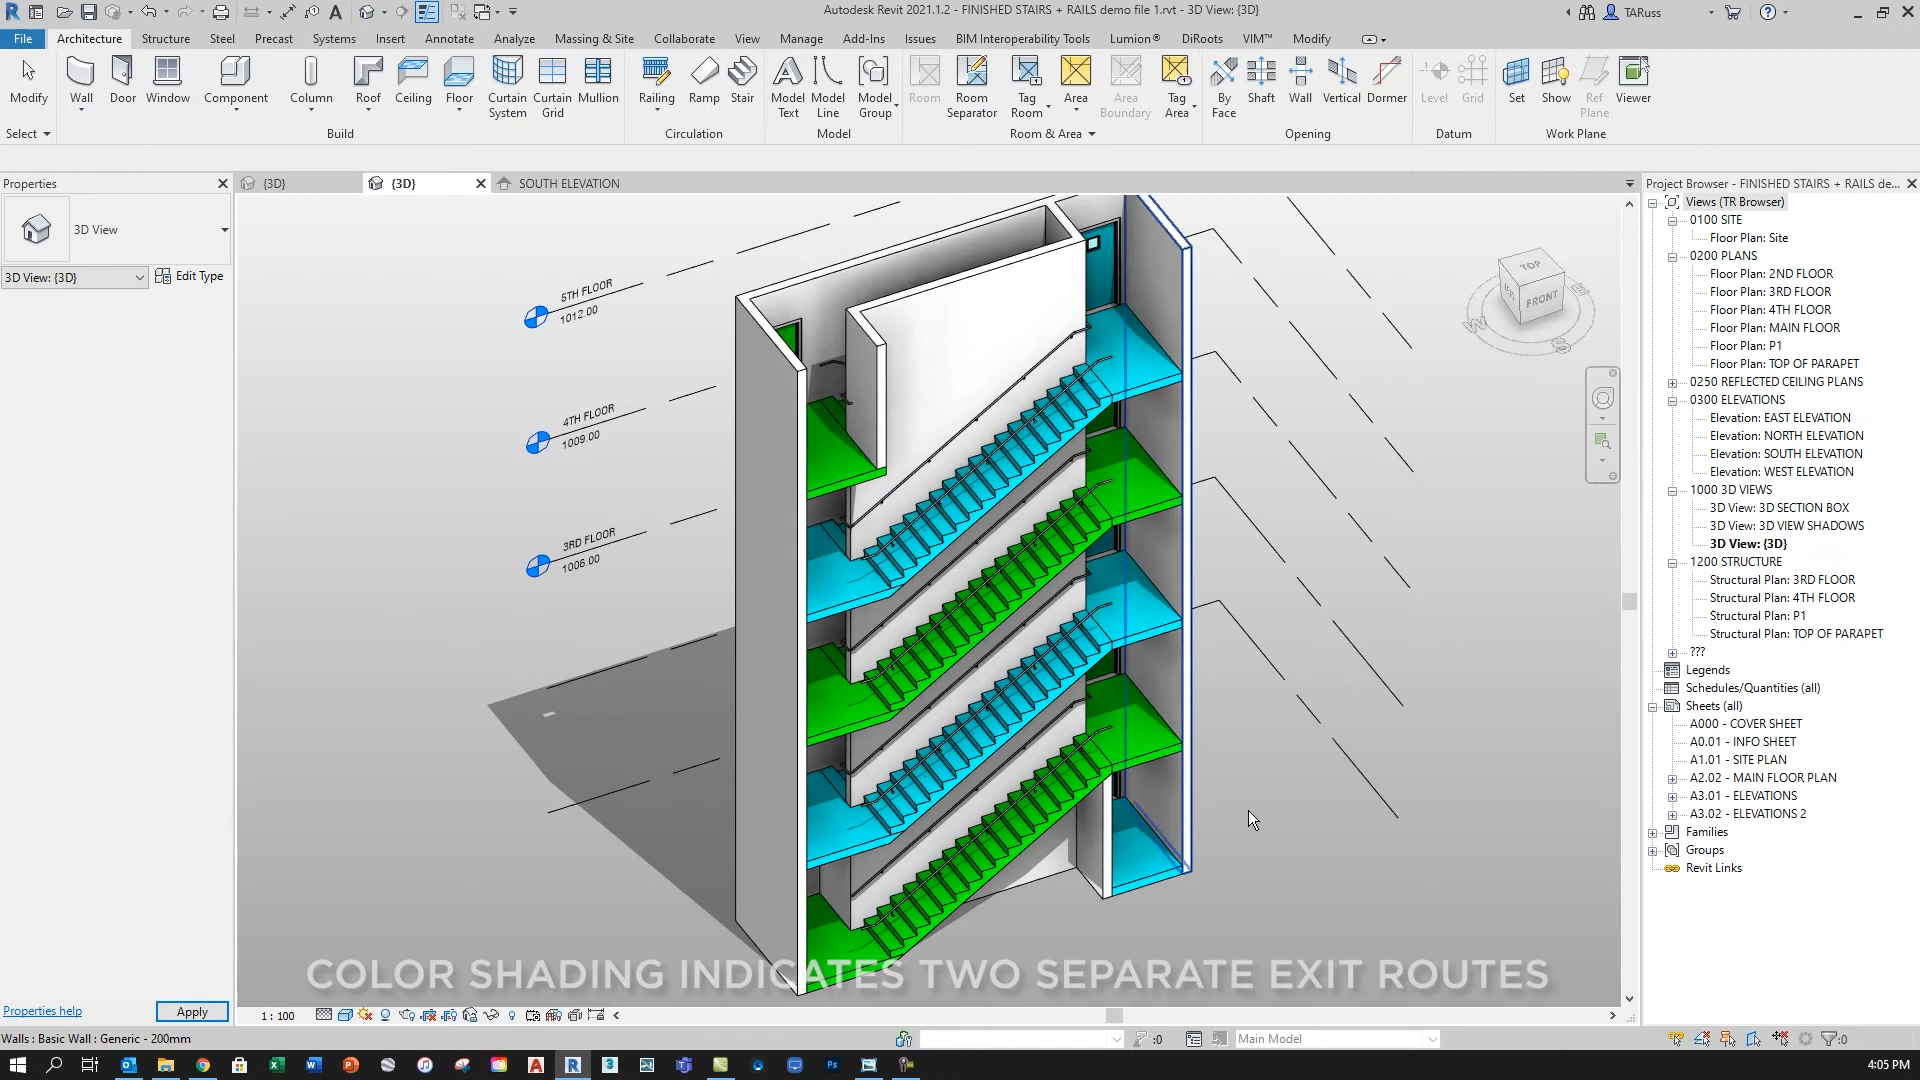 Autodesk Revit 2021.1.2 - FINISHED STAIRS + RAILS demo file 1.rvt - 3D View: {3D}
TARuss
File Architecture Structure Steel Precast Systems Insert Annotate Analyze Massing & Site Collaborate View Manage Add-Ins Issues BIM Interoperability Tools Lumion® DiRoots VIM™ Modify
Modify Wall Door Window Component Column Roof Ceiling Floor Curtain System Curtain Grid Mullion Railing Ramp Stair Model Text Model Line Model Group Room Room Separator Tag Room Area Area Boundary Tag Area By Face Shaft Wall Vertical Dormer Level Grid Set Show Ref Plane Viewer
Select Build Circulation Model Room & Area Opening Datum Work Plane
Properties
{3D}
{3D}
SOUTH ELEVATION
3D View
3D View: {3D}
Edit Type
5TH FLOOR
1012.00
4TH FLOOR
1009.00
3RD FLOOR
1006.00
TOP
FRONT
W
S
COLOR SHADING INDICATES TWO SEPARATE EXIT ROUTES
Project Browser - FINISHED STAIRS + RAILS de...
Views (TR Browser)
0100 SITE
Floor Plan: Site
0200 PLANS
Floor Plan: 2ND FLOOR
Floor Plan: 3RD FLOOR
Floor Plan: 4TH FLOOR
Floor Plan: MAIN FLOOR
Floor Plan: P1
Floor Plan: TOP OF PARAPET
0250 REFLECTED CEILING PLANS
0300 ELEVATIONS
Elevation: EAST ELEVATION
Elevation: NORTH ELEVATION
Elevation: SOUTH ELEVATION
Elevation: WEST ELEVATION
1000 3D VIEWS
3D View: 3D SECTION BOX
3D View: 3D VIEW SHADOWS
3D View: {3D}
1200 STRUCTURE
Structural Plan: 3RD FLOOR
Structural Plan: 4TH FLOOR
Structural Plan: P1
Structural Plan: TOP OF PARAPET
???
Legends
Schedules/Quantities (all)
Sheets (all)
A000 - COVER SHEET
A0.01 - INFO SHEET
A1.01 - SITE PLAN
A2.02 - MAIN FLOOR PLAN
A3.01 - ELEVATIONS
A3.02 - ELEVATIONS 2
Families
Groups
Revit Links
Properties help
Apply
1 : 100
Walls : Basic Wall : Generic - 200mm
:0
Main Model
:0
4:05 PM